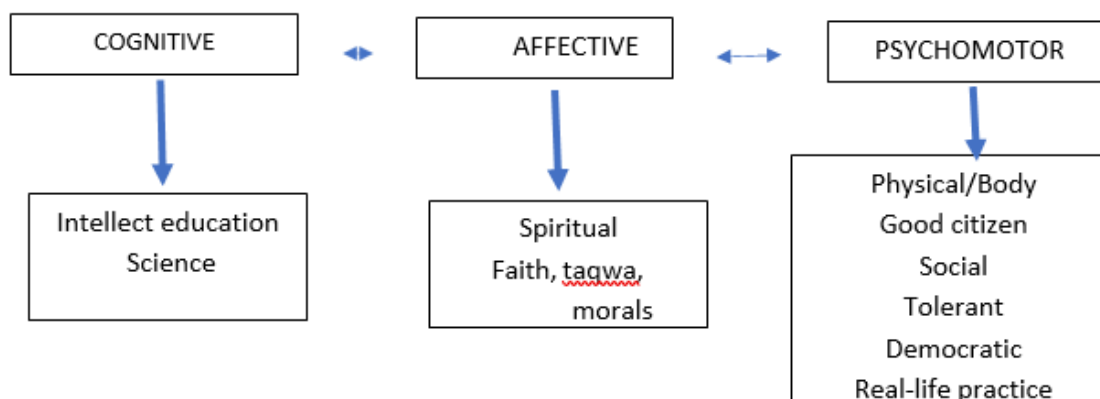 COGNITIVE
AFFECTIVE
PSYCHOMOTOR
Intellect education
Science
Spiritual
Faith, taqwa,
morals
Physical/Body
Good citizen
Social
Tolerant
Democratic
Real-life practice